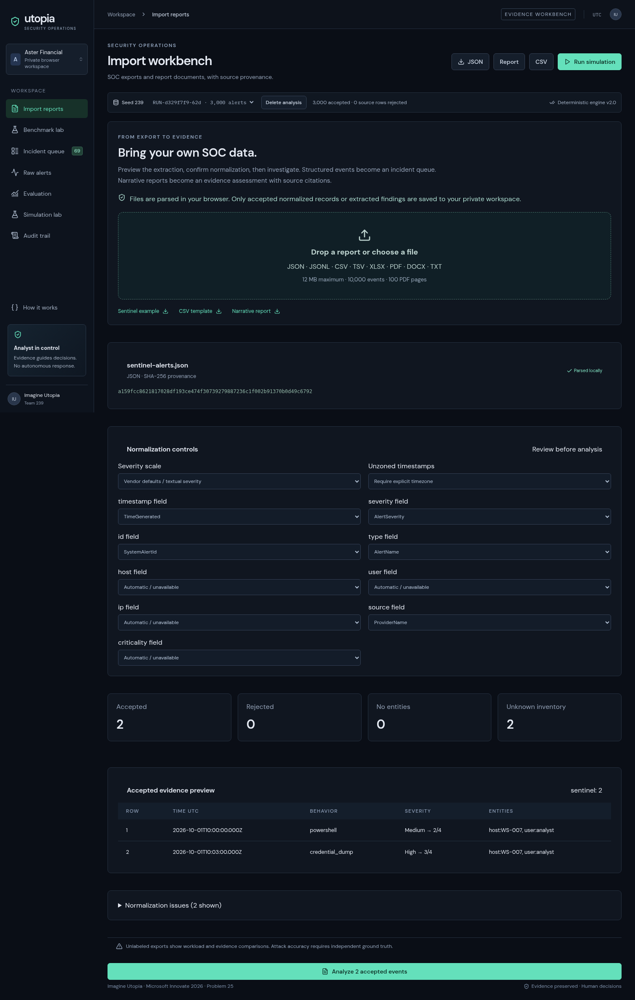 utopia
SECURITY OPERATIONS
A
Aster Financial
Private browser
workspace
WORKSPACE
Import reports
Benchmark lab
Incident queue 69
Raw alerts
Evaluation
Simulation lab
Audit trail
How it works
Analyst in control
Evidence guides decisions.
No autonomous response.
IU
Imagine Utopia
Team 239
Workspace > Import reports
EVIDENCE WORKBENCH
UTC
IU
SECURITY OPERATIONS
Import workbench
SOC exports and report documents, with source provenance.
JSON
Report
CSV
Run simulation
Seed 239
RUN-d329f7f9-62d · 3,000 alerts
Delete analysis
3,000 accepted · 0 source rows rejected
Deterministic engine v2.0
FROM EXPORT TO EVIDENCE
Bring your own SOC data.
Preview the extraction, confirm normalization, then investigate. Structured events become an incident queue.
Narrative reports become an evidence assessment with source citations.
Files are parsed in your browser. Only accepted normalized records or extracted findings are saved to your private workspace.
Drop a report or choose a file
JSON · JSONL · CSV · TSV · XLSX · PDF · DOCX · TXT
12 MB maximum · 10,000 events · 100 PDF pages
Sentinel example
CSV template
Narrative report
sentinel-alerts.json
JSON · SHA-256 provenance
Parsed locally
a159fcc8621817028df193ce474f30739279887236c1f002b91370b0d49c6792
Normalization controls
Review before analysis
Severity scale
Vendor defaults / textual severity
Unzoned timestamps
Require explicit timezone
timestamp field
TimeGenerated
severity field
AlertSeverity
id field
SystemAlertId
type field
AlertName
host field
Automatic / unavailable
user field
Automatic / unavailable
ip field
Automatic / unavailable
source field
ProviderName
criticality field
Automatic / unavailable
Accepted
2
Rejected
0
No entities
0
Unknown inventory
2
Accepted evidence preview
sentinel: 2
ROW TIME UTC BEHAVIOR SEVERITY ENTITIES
1 2026-10-01T10:00:00.000Z powershell Medium → 2/4 host:WS-007, user:analyst
2 2026-10-01T10:03:00.000Z credential_dump High → 3/4 host:WS-007, user:analyst
Normalization issues (2 shown)
Unlabeled exports show workload and evidence comparisons. Attack accuracy requires independent ground truth.
Analyze 2 accepted events
Imagine Utopia · Microsoft Innovate 2026 · Problem 25
Evidence preserved · Human decisions